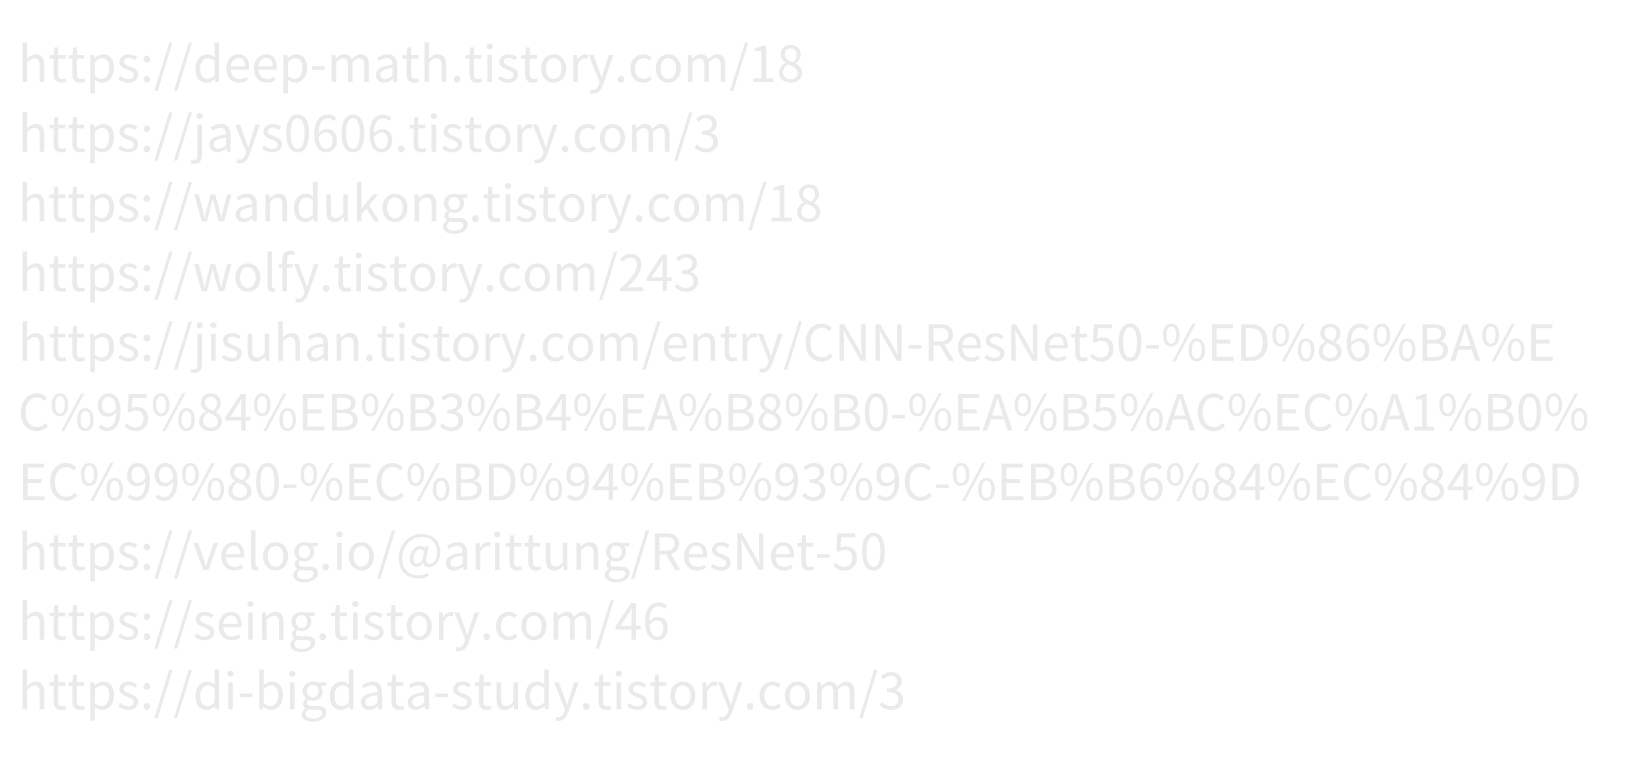 https://deep-math.tistory.com/18
https://jays0606.tistory.com/3
https://wandukong.tistory.com/18
https://wolfy.tistory.com/243
https://jisuhan.tistory.com/entry/CNN-ResNet50-%ED%86%BA%E
C%95%84%EB%B3%B4%EA%B8%B0-%EA%B5%AC%EC%A1%B0%
EC%99%80-%EC%BD%94%EB%93%9C-%EB%B6%84%EC%84%9D
https://velog.io/@arittung/ResNet-50
https://seing.tistory.com/46
https://di-bigdata-study.tistory.com/3